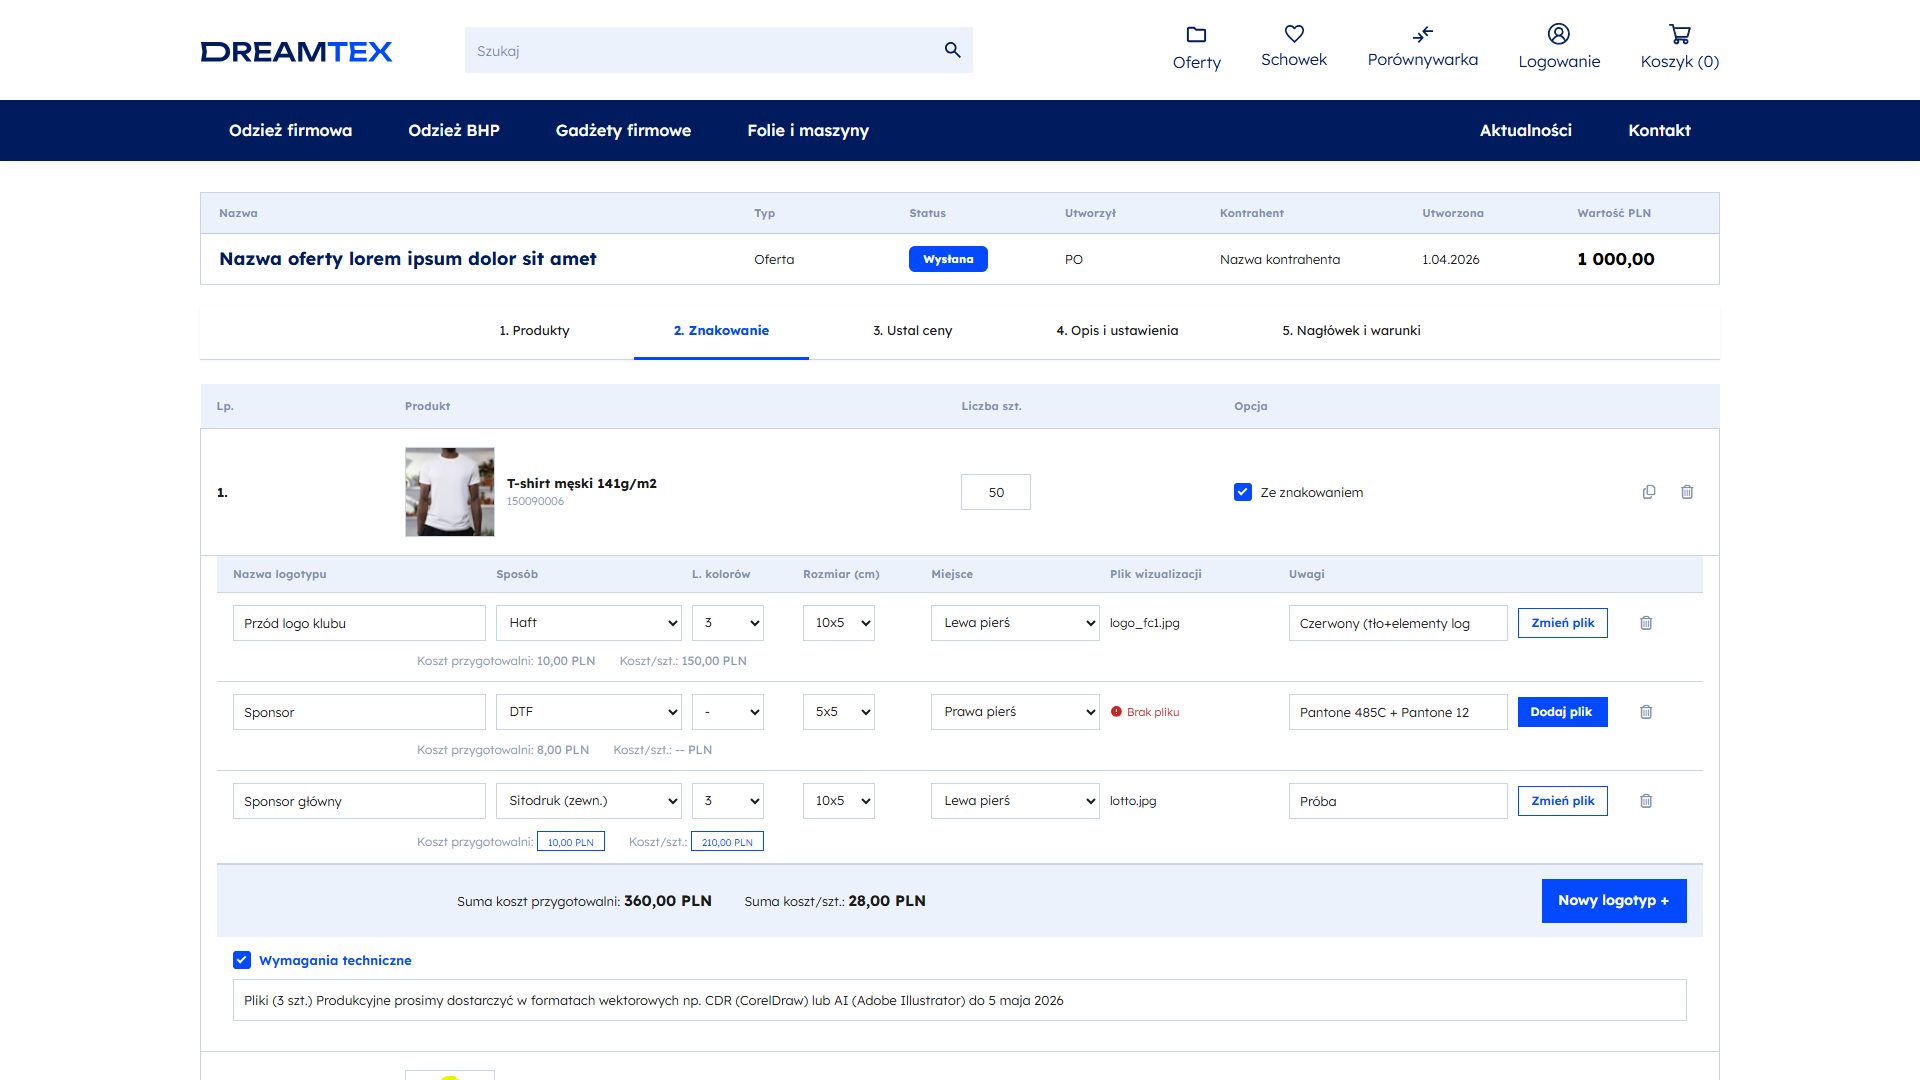 DREAMTEX
Szukaj
Oferty
Schowek
Porównywarka
Logowanie
Koszyk (0)
Odzież firmowa
Odzież BHP
Gadżety firmowe
Folie i maszyny
Aktualności
Kontakt
Nazwa Typ Status Utworzył Kontrahent Utworzona Wartość PLN
Nazwa oferty lorem ipsum dolor sit amet Oferta Wysłana PO Nazwa kontrahenta 1.04.2026 1 000,00
1. Produkty
2. Znakowanie
3. Ustal ceny
4. Opis i ustawienia
5. Nagłówek i warunki
Lp. Produkt Liczba szt. Opcja
1. T-shirt męski 141g/m2 50 Ze znakowaniem
150090006
Nazwa logotypu Sposób L. kolorów Rozmiar (cm) Miejsce Plik wizualizacji Uwagi
Przód logo klubu Haft 3 10x5 Lewa pierś logo_fc1.jpg Czerwony (tło+elementy log Zmień plik
Koszt przygotowalni: 10,00 PLN Koszt/szt.: 150,00 PLN
Sponsor DTF - 5x5 Prawa pierś Brak pliku Pantone 485C + Pantone 12 Dodaj plik
Koszt przygotowalni: 8,00 PLN Koszt/szt.: -- PLN
Sponsor główny Sitodruk (zewn.) 3 10x5 Lewa pierś lotto.jpg Próba Zmień plik
Koszt przygotowalni: 10,00 PLN Koszt/szt.: 210,00 PLN
Suma koszt przygotowalni: 360,00 PLN Suma koszt/szt.: 28,00 PLN Nowy logotyp +
Wymagania techniczne
Pliki (3 szt.) Produkcyjne prosimy dostarczyć w formatach wektorowych np. CDR (CorelDraw) lub AI (Adobe Illustrator) do 5 maja 2026